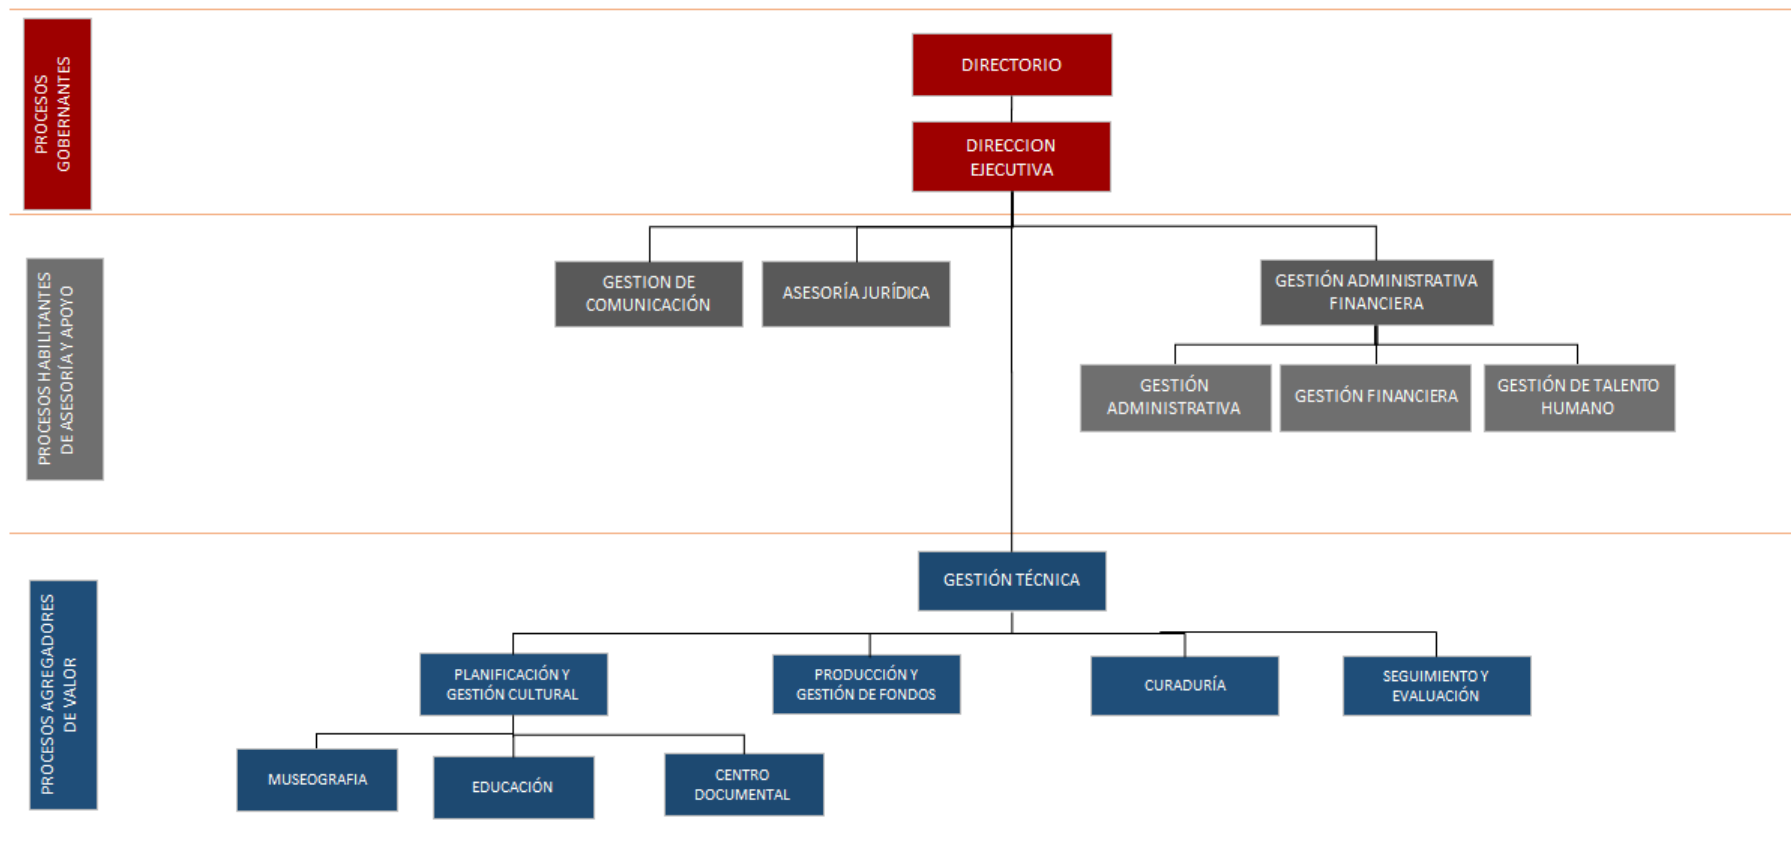 PROCESOS
GOBERNANTES
DIRECTORIO
DIRECCION
EJECUTIVA
PROCESOS HABILITANTES
DE ASESORÍA Y APOYO
GESTION DE
COMUNICACIÓN
ASESORÍA JURÍDICA
GESTIÓN ADMINISTRATIVA
FINANCIERA
GESTIÓN
ADMINISTRATIVA
GESTIÓN FINANCIERA
GESTIÓN DE TALENTO
HUMANO
PROCESOS AGREGADORES
DE VALOR
GESTIÓN TÉCNICA
PLANIFICACIÓN Y
GESTIÓN CULTURAL
PRODUCCIÓN Y
GESTIÓN DE FONDOS
CURADURÍA
SEGUIMIENTO Y
EVALUACIÓN
MUSEOGRAFIA
EDUCACIÓN
CENTRO
DOCUMENTAL